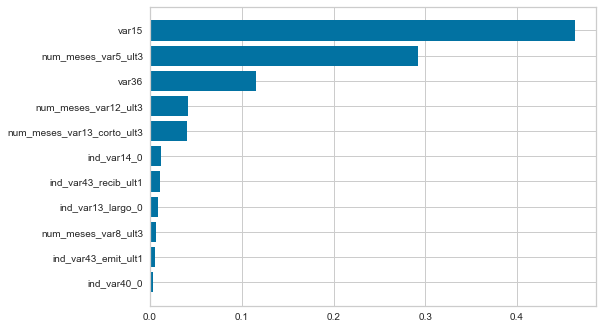 var15
num_meses_var5_ult3
var36
num_meses_var12_ult3
num_meses_var13_corto_ult3
ind_var14_0
ind_var43_recib_ult1
ind_var13_largo_0
num_meses_var8_ult3
ind_var43_emit_ult1
ind_var40_0
0.0 0.1 0.2 0.3 0.4